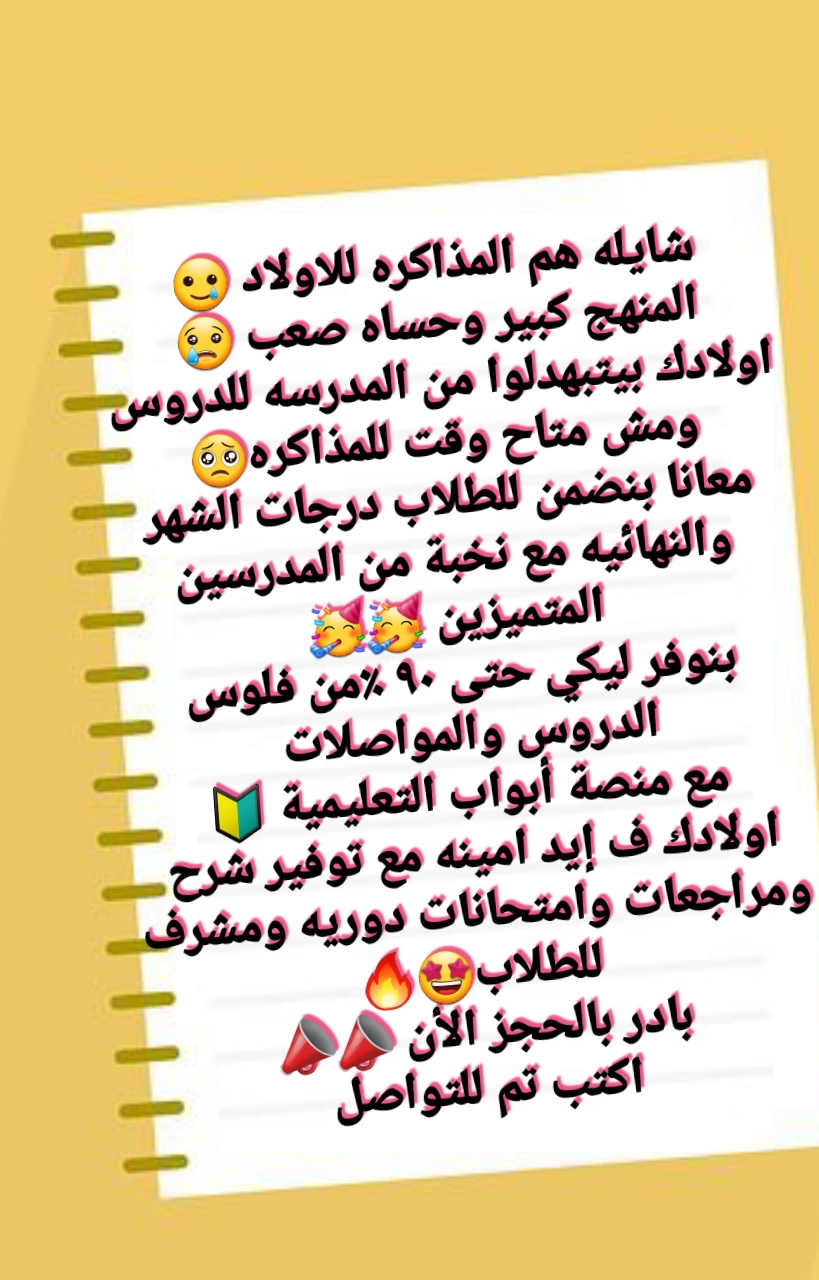 شايله هم المذاكره للاولاد 🥲
المنهج كبير وحساه صعب 😢
اولادك بيتبهدلوا من المدرسه للدروس
ومش متاح وقت للمذاكره🥺
معانا بنضمن للطلاب درجات الشهر
والنهائيه مع نخبة من المدرسين
المتميزين 🥳🥳
بنوفر ليكي حتى ٩٠ ٪من فلوس
الدروس والمواصلات
مع منصة أبواب التعليمية 🔰
اولادك ف إيد امينه مع توفير شرح
ومراجعات وامتحانات دوريه ومشرف
للطلاب🤩🔥
بادر بالحجز الأن 📣📣
اكتب تم للتواصل